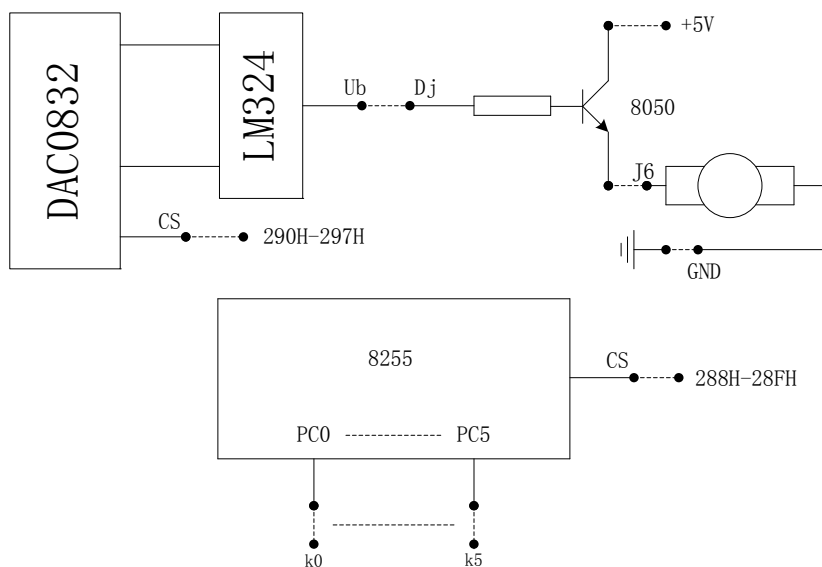 DAC0832
LM324
Ub
Dj
+5V
8050
J6
CS
290H-297H
GND
8255
CS
288H-28FH
PC0
PC5
k0
k5